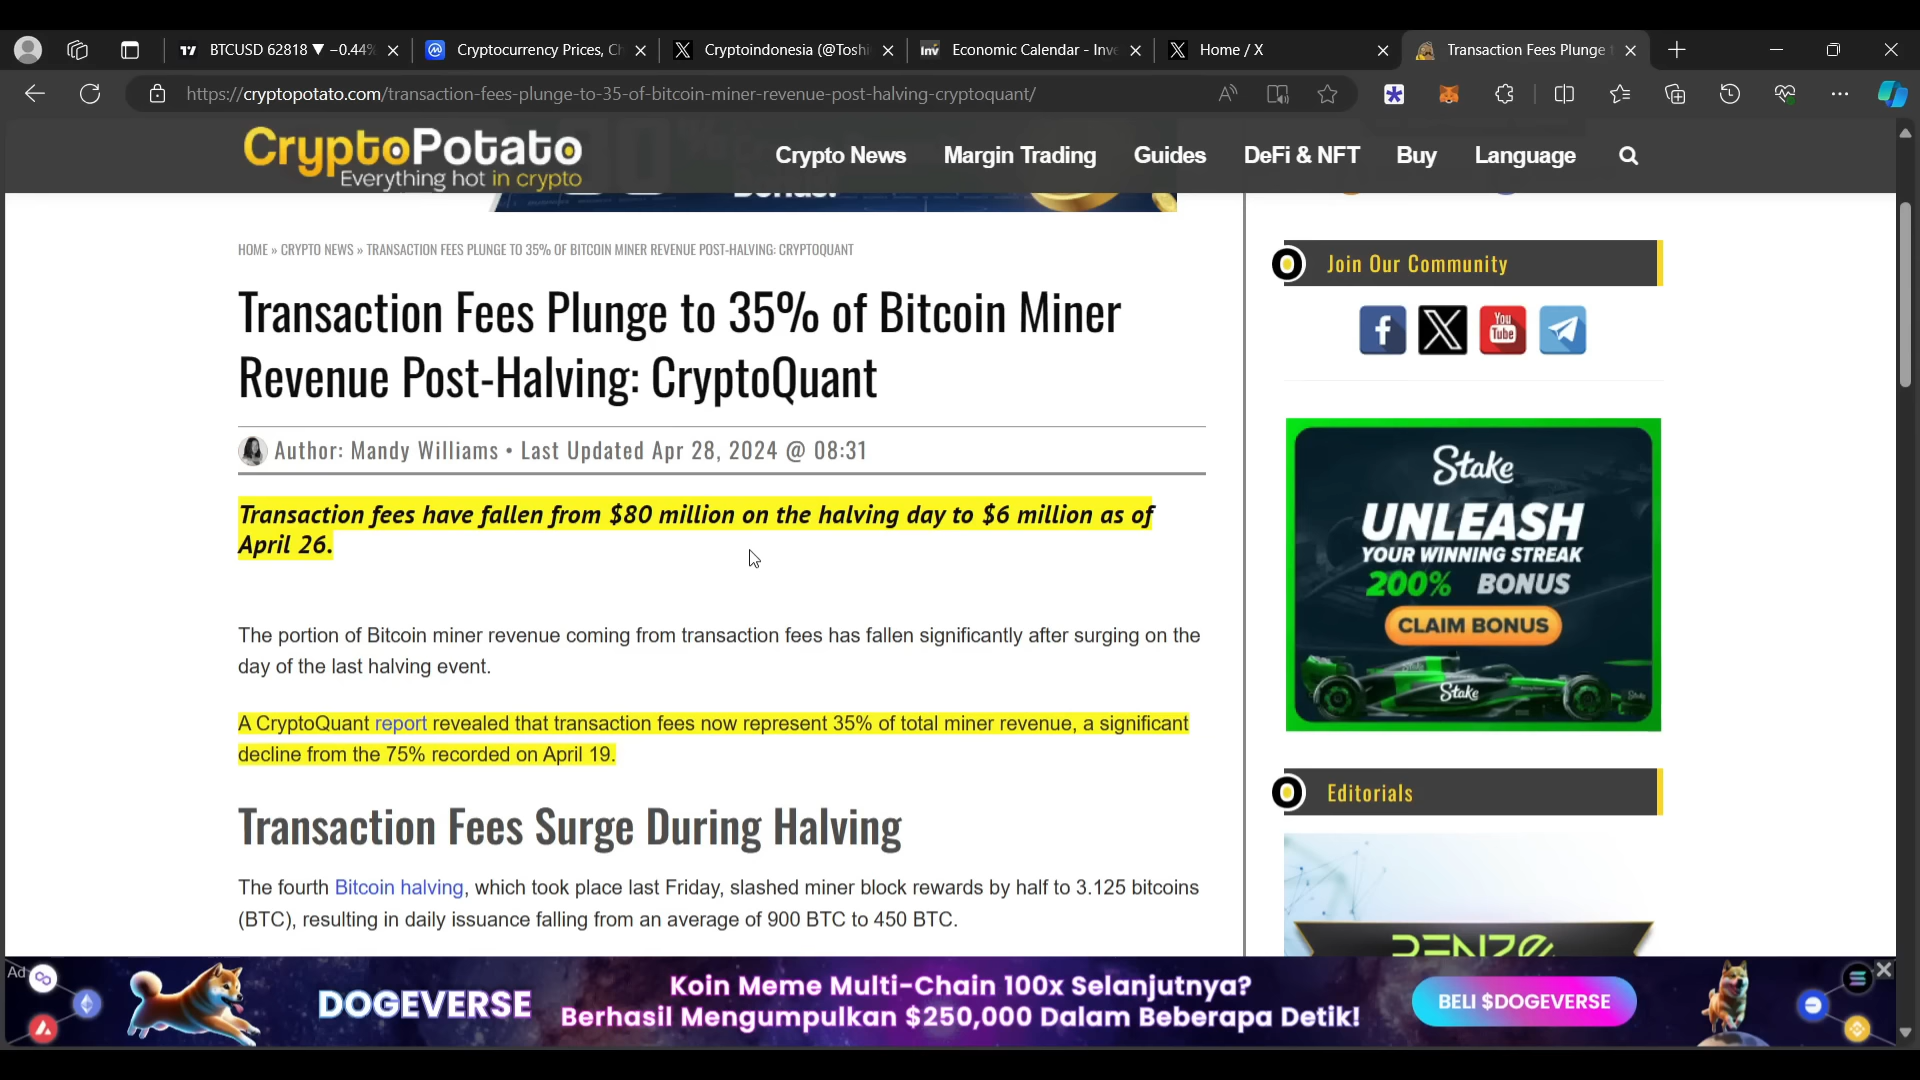 BTCUSD 62818 ▼ −0.44%
Cryptocurrency Prices, Ch
Cryptoindonesia (@Toshi
Inv Economic Calendar - Inve
Home / X
Transaction Fees Plunge t
https://cryptopotato.com/transaction-fees-plunge-to-35-of-bitcoin-miner-revenue-post-halving-cryptoquant/
CryptoPotato
Everything hot in crypto
Crypto News
Margin Trading
Guides
DeFi & NFT
Buy
Language
HOME » CRYPTO NEWS » TRANSACTION FEES PLUNGE TO 35% OF BITCOIN MINER REVENUE POST-HALVING: CRYPTOQUANT
Transaction Fees Plunge to 35% of Bitcoin Miner
Revenue Post-Halving: CryptoQuant
Author: Mandy Williams • Last Updated Apr 28, 2024 @ 08:31
Transaction fees have fallen from $80 million on the halving day to $6 million as of
April 26.
The portion of Bitcoin miner revenue coming from transaction fees has fallen significantly after surging on the
day of the last halving event.
A CryptoQuant report revealed that transaction fees now represent 35% of total miner revenue, a significant
decline from the 75% recorded on April 19.
Transaction Fees Surge During Halving
The fourth Bitcoin halving, which took place last Friday, slashed miner block rewards by half to 3.125 bitcoins
(BTC), resulting in daily issuance falling from an average of 900 BTC to 450 BTC.
Join Our Community
You
Tube
Stake
UNLEASH
YOUR WINNING STREAK
200% BONUS
CLAIM BONUS
Stake
Editorials
Ad
DOGEVERSE
Koin Meme Multi-Chain 100x Selanjutnya?
Berhasil Mengumpulkan $250,000 Dalam Beberapa Detik!
BELI $DOGEVERSE